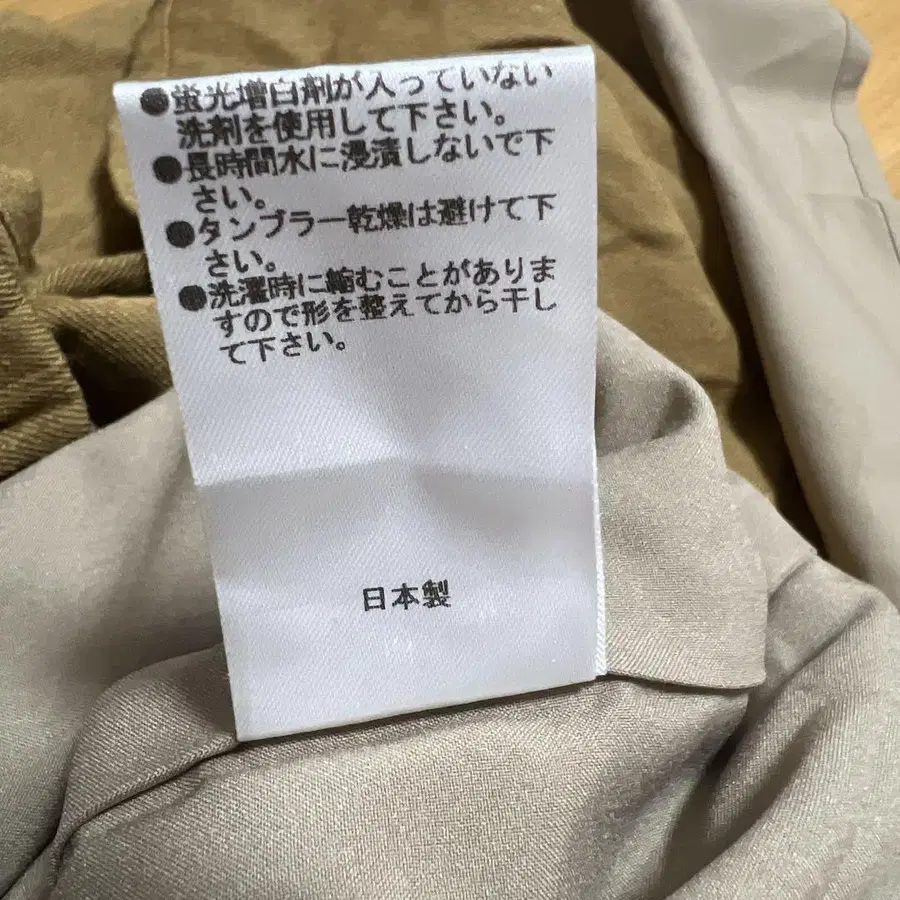 ●蛍光増白剤が入っていない
洗剤を使用して下さい。
●長時間水に浸漬しないで下
さい。
●タンブラー乾燥は避けて下
さい。
●洗濯時に縮むことがありま
すので形を整えてから干し
て下さい。
日本製